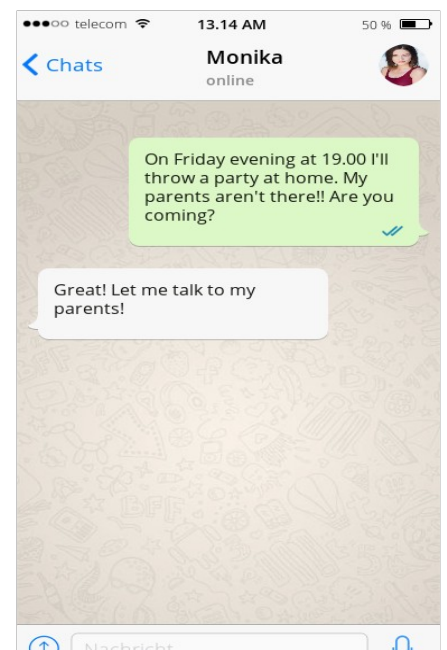 telecom 13.14 AM 50 %
Chats Monika
online
On Friday evening at 19.00 I'll
throw a party at home. My
parents aren't there!! Are you
coming?
Great! Let me talk to my
parents!
Nachricht